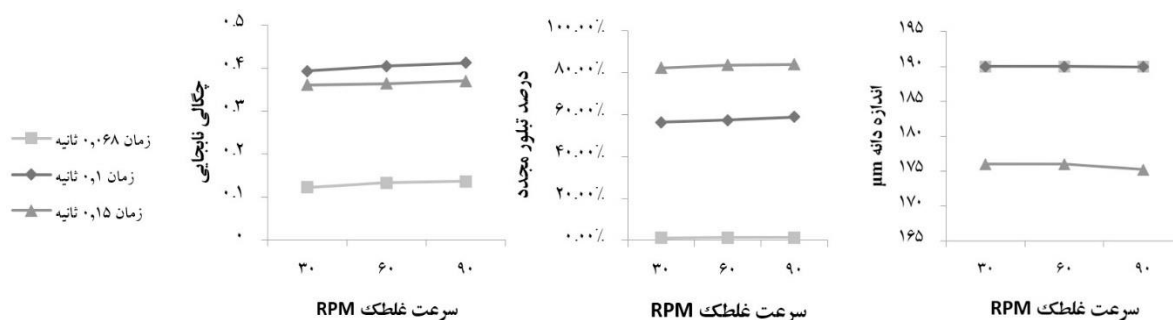 زمان ۰٫۰۶۸ ثانیه
زمان ۰٫۱ ثانیه
زمان ۰٫۱۵ ثانیه
چگالی نابجایی
۰.۵
۰.۴
۰.۳
۰.۲
۰.۱
۰
۳۰ ۶۰ ۹۰
سرعت غلطک RPM
درصد تبلور مجدد
۱۰۰.۰۰٪
۸۰.۰۰٪
۶۰.۰۰٪
۴۰.۰۰٪
۲۰.۰۰٪
۰.۰۰٪
۳۰ ۶۰ ۹۰
سرعت غلطک RPM
اندازه دانه µm
۱۹۵
۱۹۰
۱۸۵
۱۸۰
۱۷۵
۱۷۰
۱۶۵
۳۰ ۶۰ ۹۰
سرعت غلطک RPM